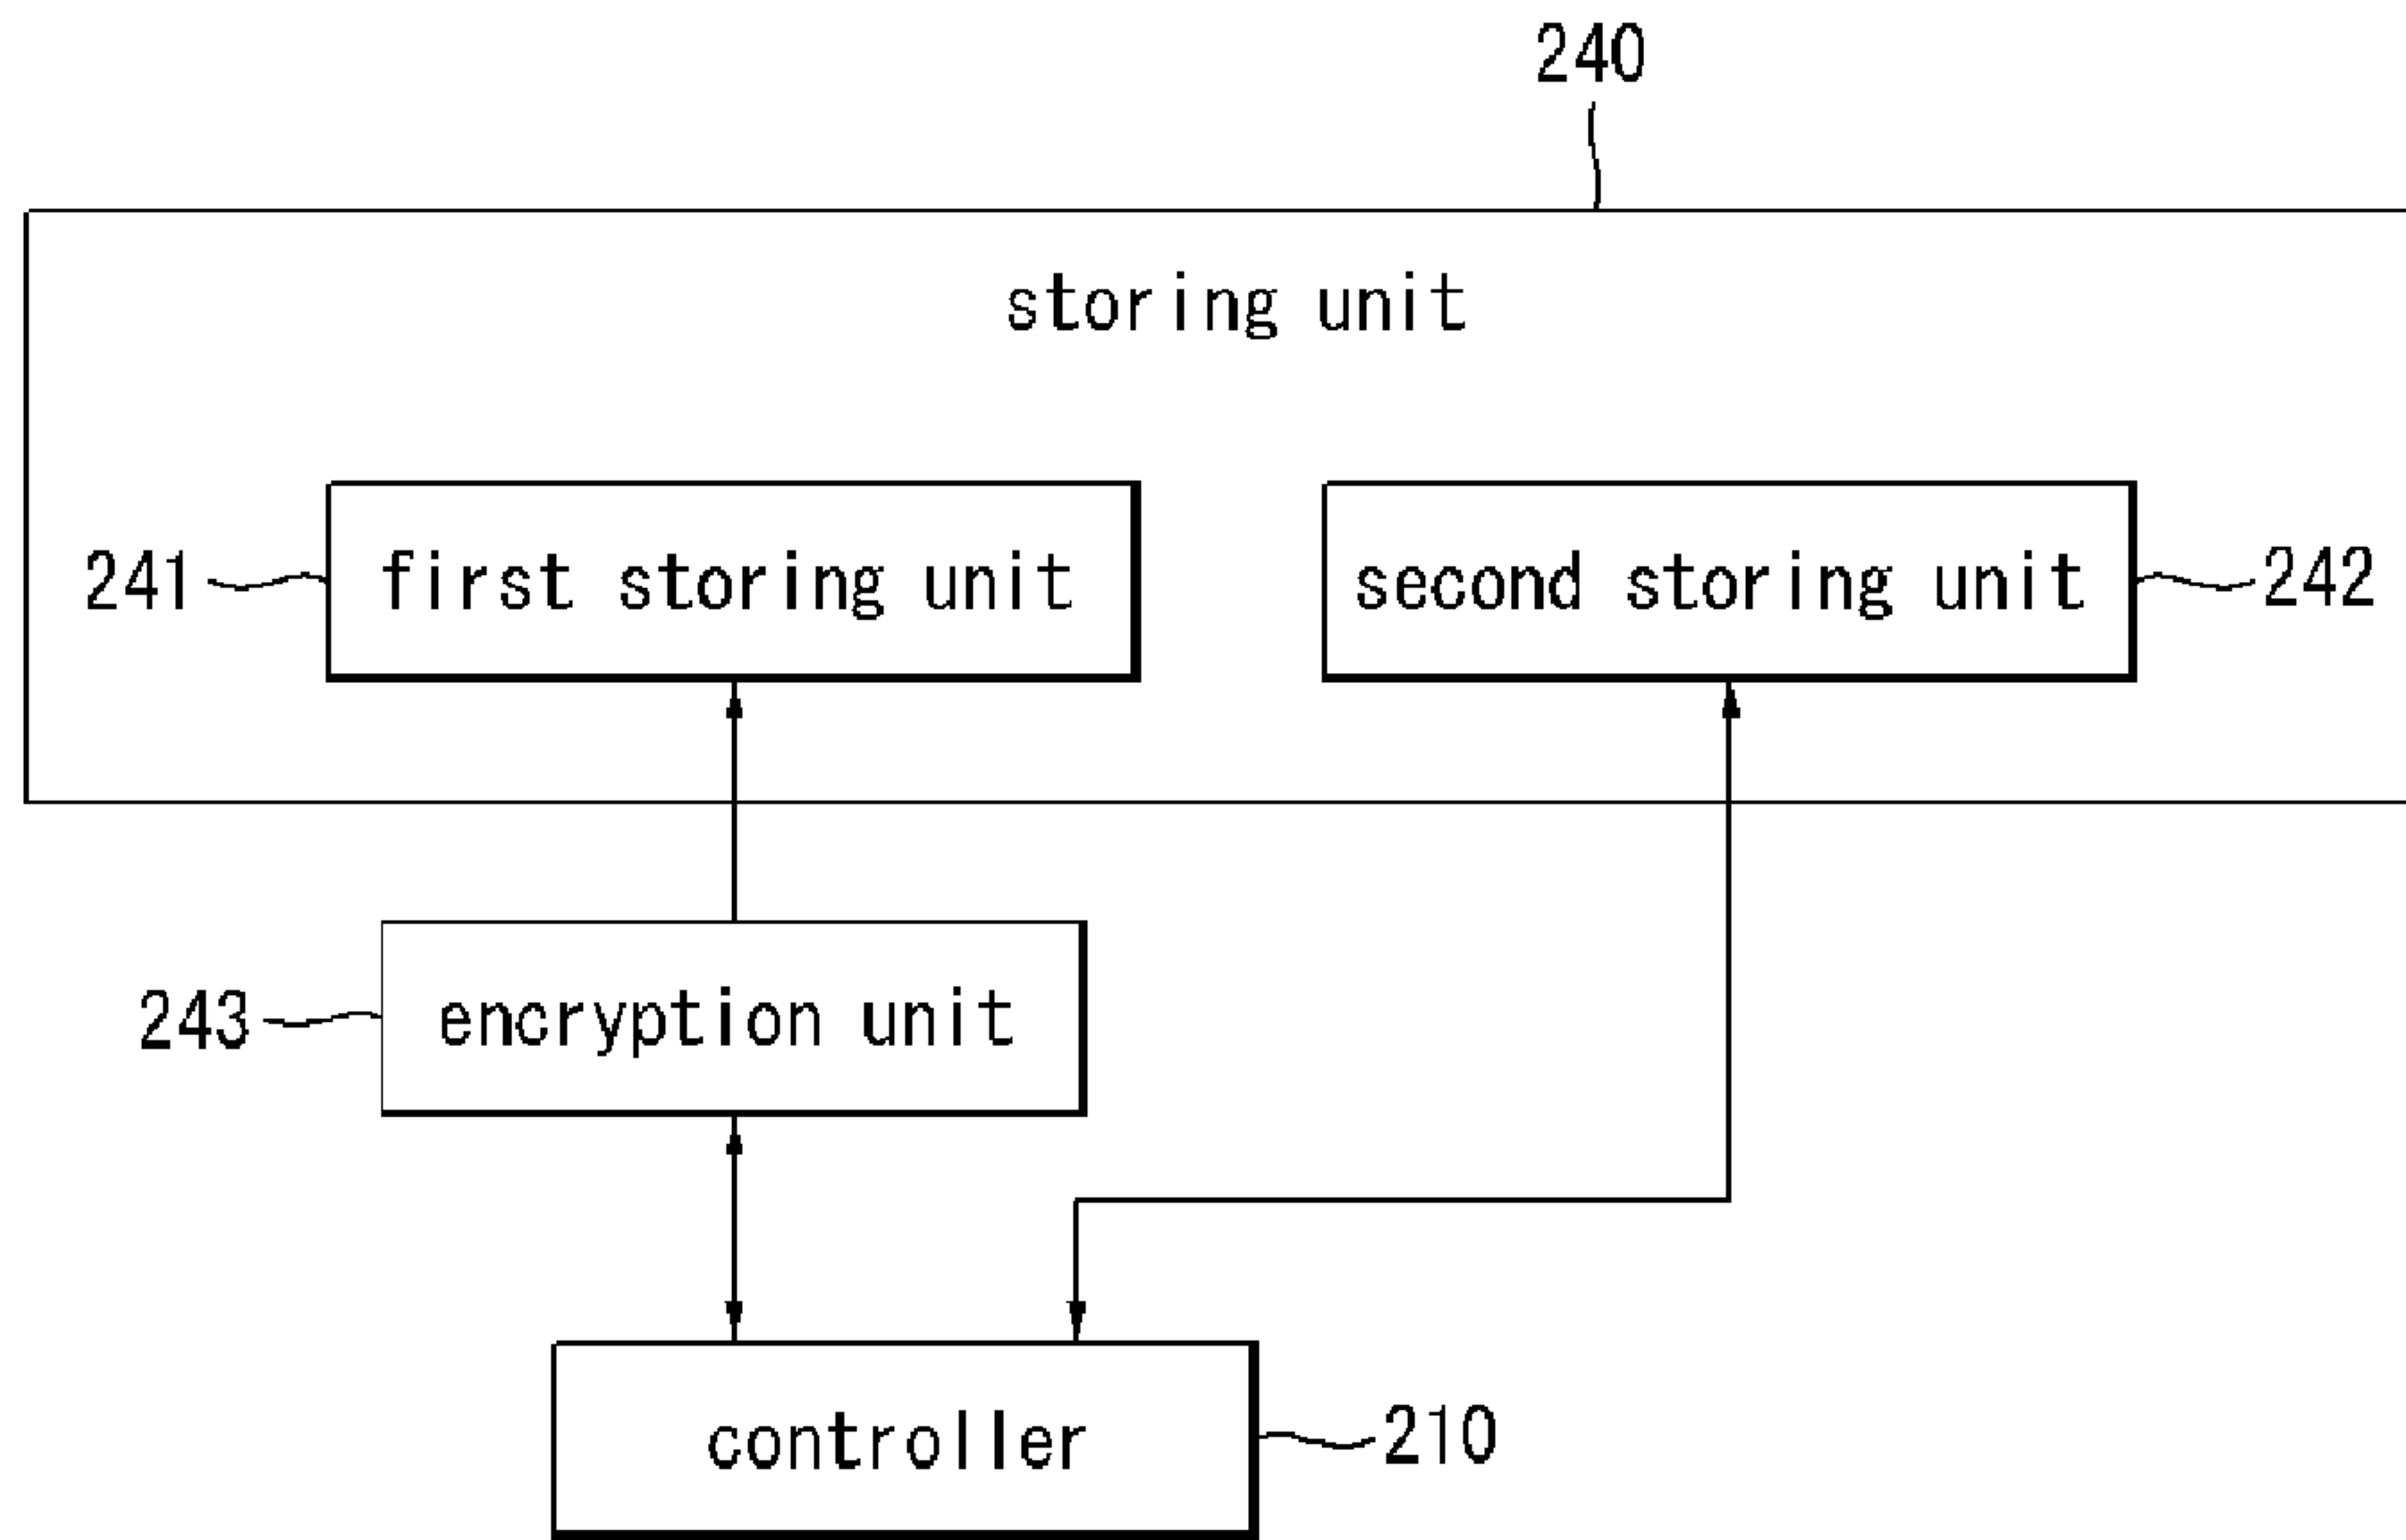 240
storing unit
241 first storing unit second storing unit 242
243 encryption unit
controller 210